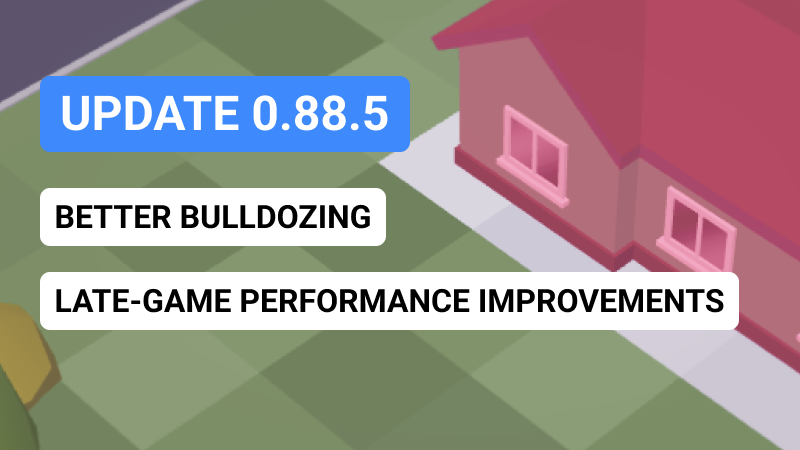 UPDATE 0.88.5
BETTER BULLDOZING
LATE-GAME PERFORMANCE IMPROVEMENTS